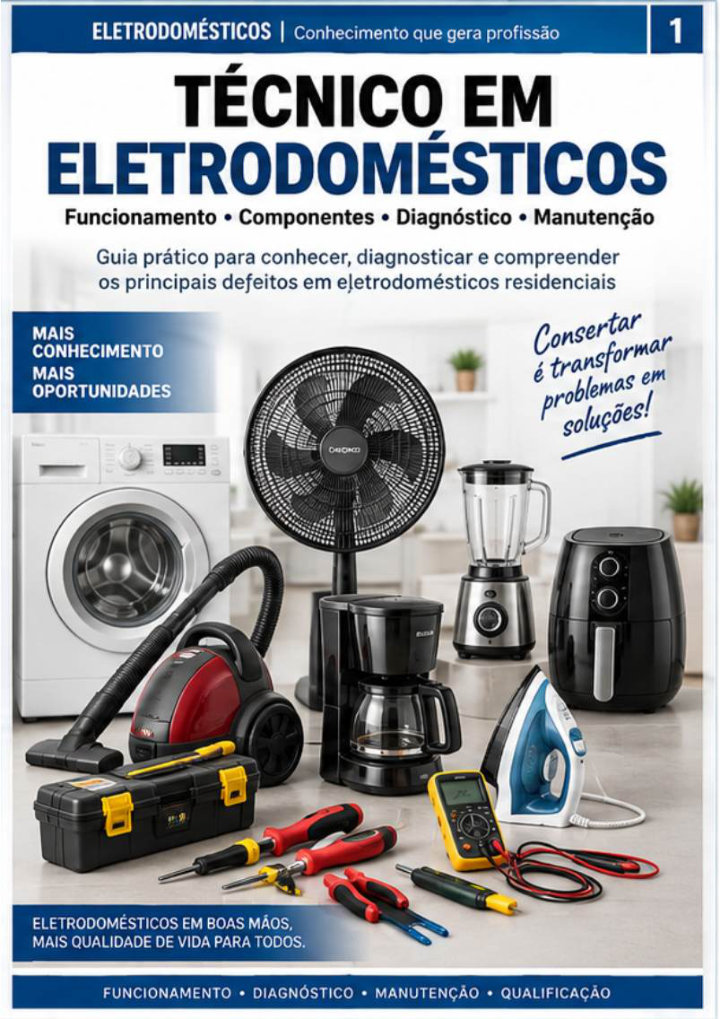 ELETRODOMÉSTICOS | Conhecimento que gera profissão
1
TÉCNICO EM
ELETRODOMÉSTICOS
Funcionamento • Componentes • Diagnóstico • Manutenção
Guia prático para conhecer, diagnosticar e compreender
os principais defeitos em eletrodomésticos residenciais
MAIS
CONHECIMENTO
MAIS
OPORTUNIDADES
Consertar
é transformar
problemas em
soluções!
ELETRODOMÉSTICOS EM BOAS MÃOS,
MAIS QUALIDADE DE VIDA PARA TODOS.
FUNCIONAMENTO • DIAGNÓSTICO • MANUTENÇÃO • QUALIFICAÇÃO